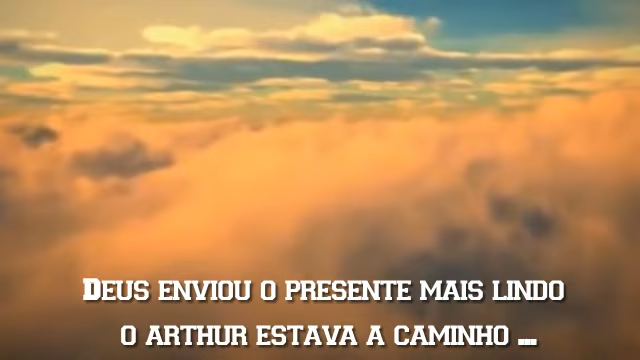 Deus enviou o presente mais lindo
o Arthur estava a caminho ...